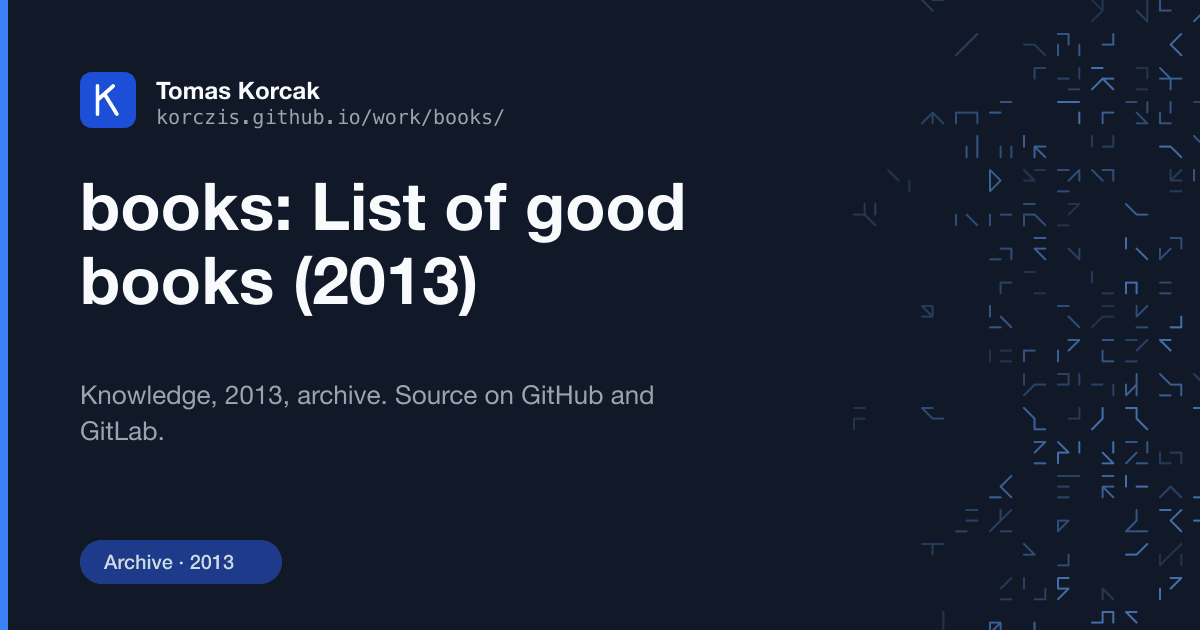 K
Tomas Korcak
korczis.github.io/work/books/
books: List of good
books (2013)
Knowledge, 2013, archive. Source on GitHub and
GitLab.
Archive · 2013